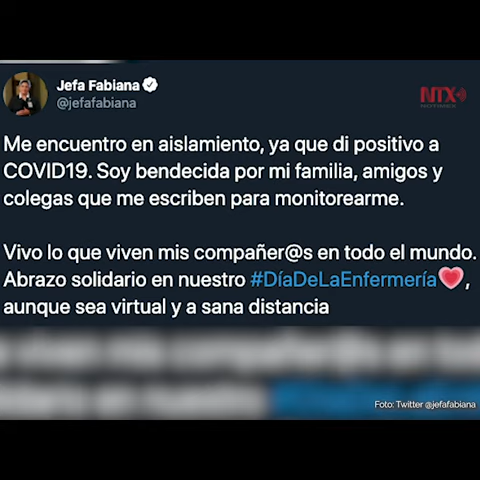 Jefa Fabiana
@jefafabiana
NTX
NOTIMEX
Me encuentro en aislamiento, ya que di positivo a
COVID19. Soy bendecida por mi familia, amigos y
colegas que me escriben para monitorearme.
Vivo lo que viven mis compañer@s en todo el mundo.
Abrazo solidario en nuestro #DíaDeLaEnfermería💗,
aunque sea virtual y a sana distancia
Foto: Twitter @jefafabiana